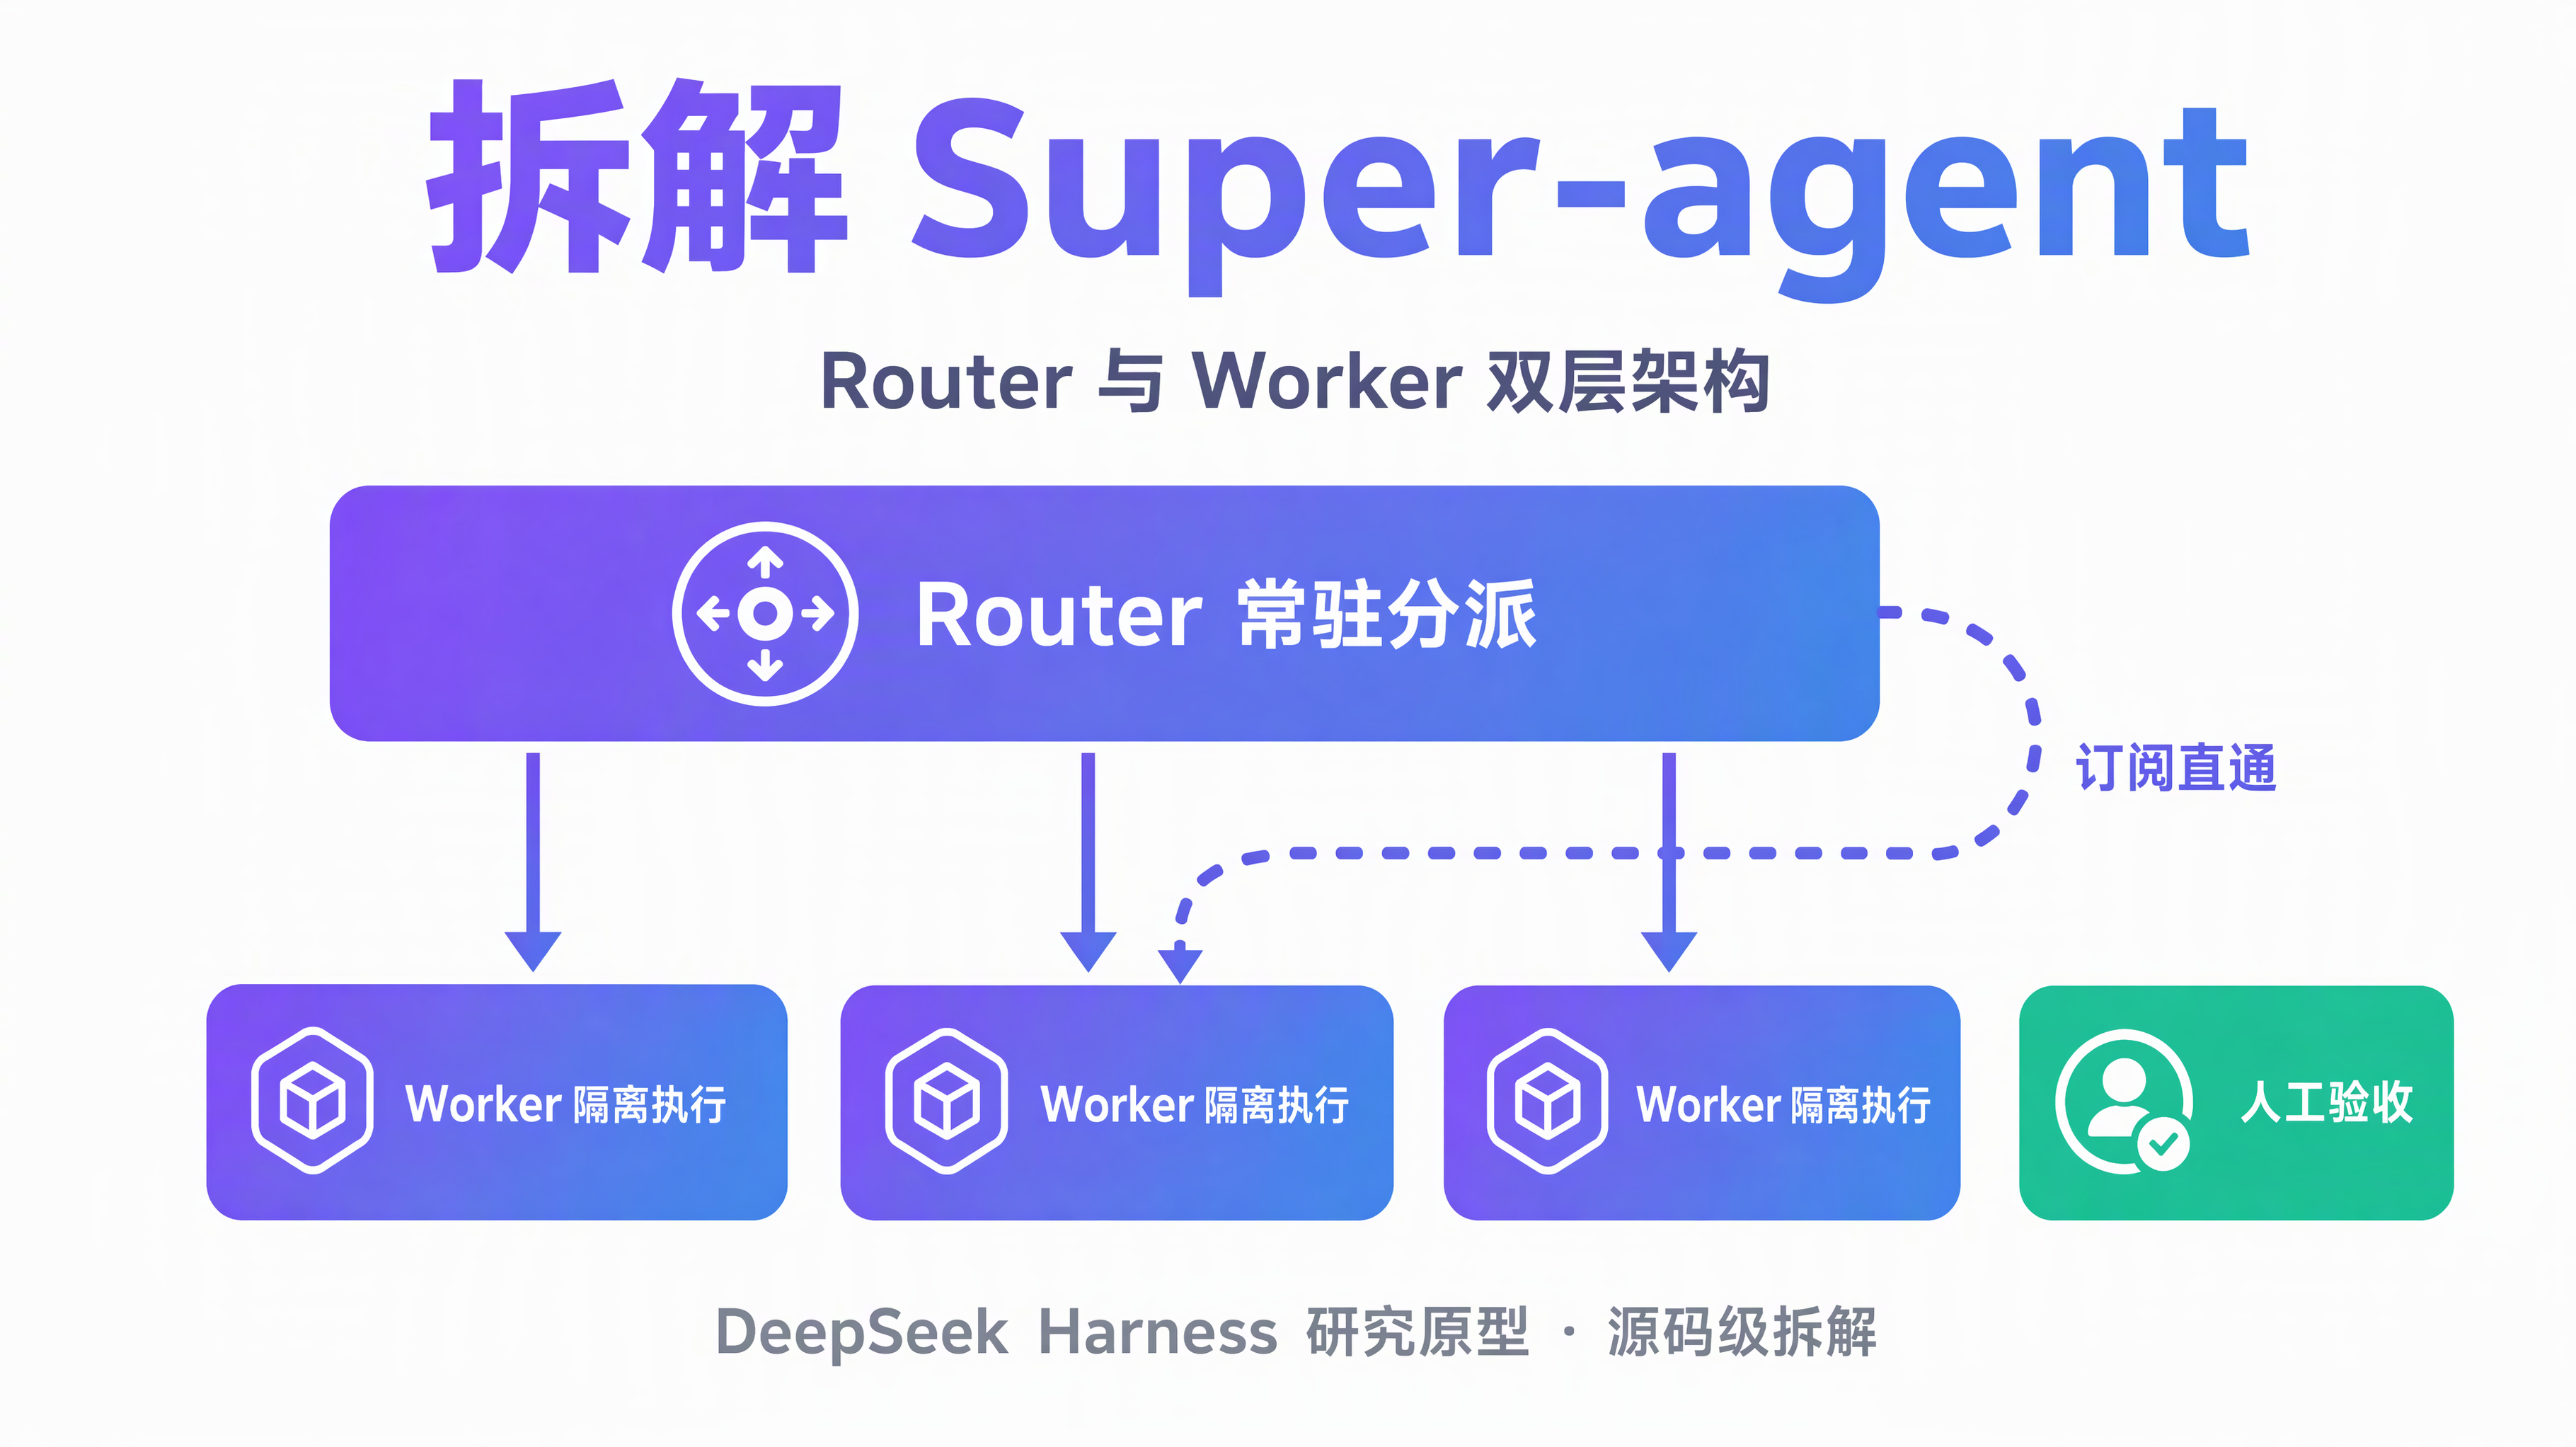 拆解 Super-agent
Router 与 Worker 双层架构
Router 常驻分派
订阅直通
Worker 隔离执行
Worker 隔离执行
Worker 隔离执行
人工验收
DeepSeek Harness 研究原型 · 源码级拆解